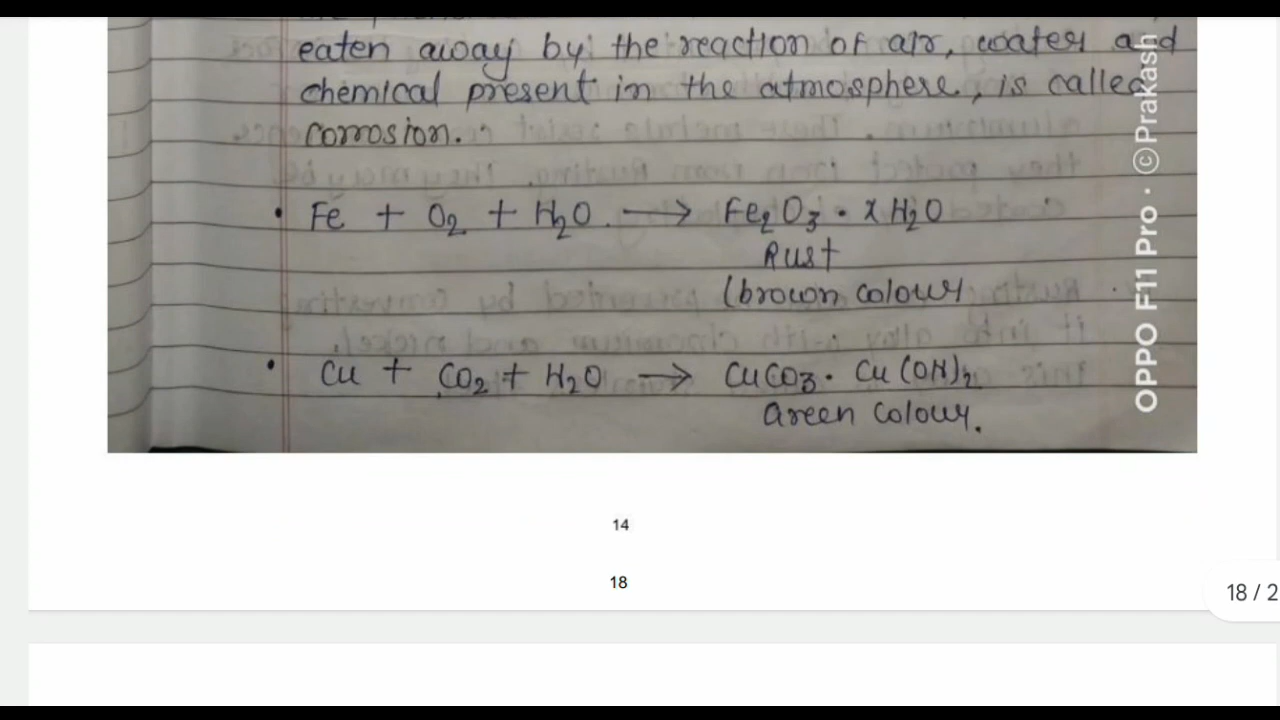 eaten away by the reaction of air, water and
chemical present in the atmosphere, is called
corrosion.
• Fe + O₂ + H₂O → Fe₂O₃ · x H₂O
Rust
(brown colour
• Cu + CO₂ + H₂O → CuCO₃ · Cu(OH)₂
Green colour.
OPPO F11 Pro · ©Prakash
14
18
18 / 2